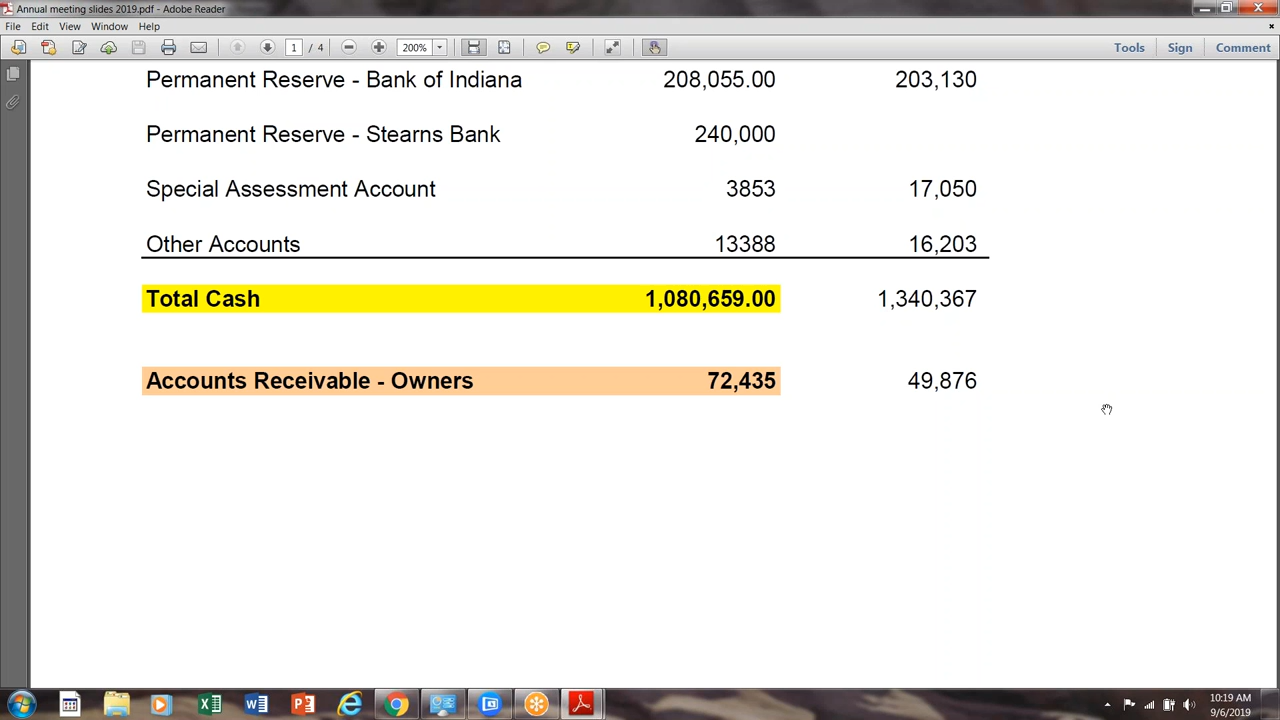 Annual meeting slides 2019.pdf - Adobe Reader
File Edit View Window Help
1 / 4 200% Tools Sign Comment
Permanent Reserve - Bank of Indiana 208,055.00 203,130
Permanent Reserve - Stearns Bank 240,000
Special Assessment Account 3853 17,050
Other Accounts 13388 16,203
Total Cash 1,080,659.00 1,340,367
Accounts Receivable - Owners 72,435 49,876
10:19 AM
9/6/2019